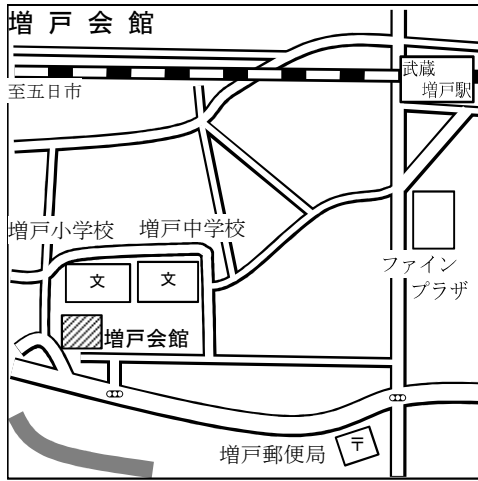 増戸会館
武蔵
増戸駅
至五日市
増戸小学校
増戸中学校
文
文
ファイン
プラザ
増戸会館
増戸郵便局
〒